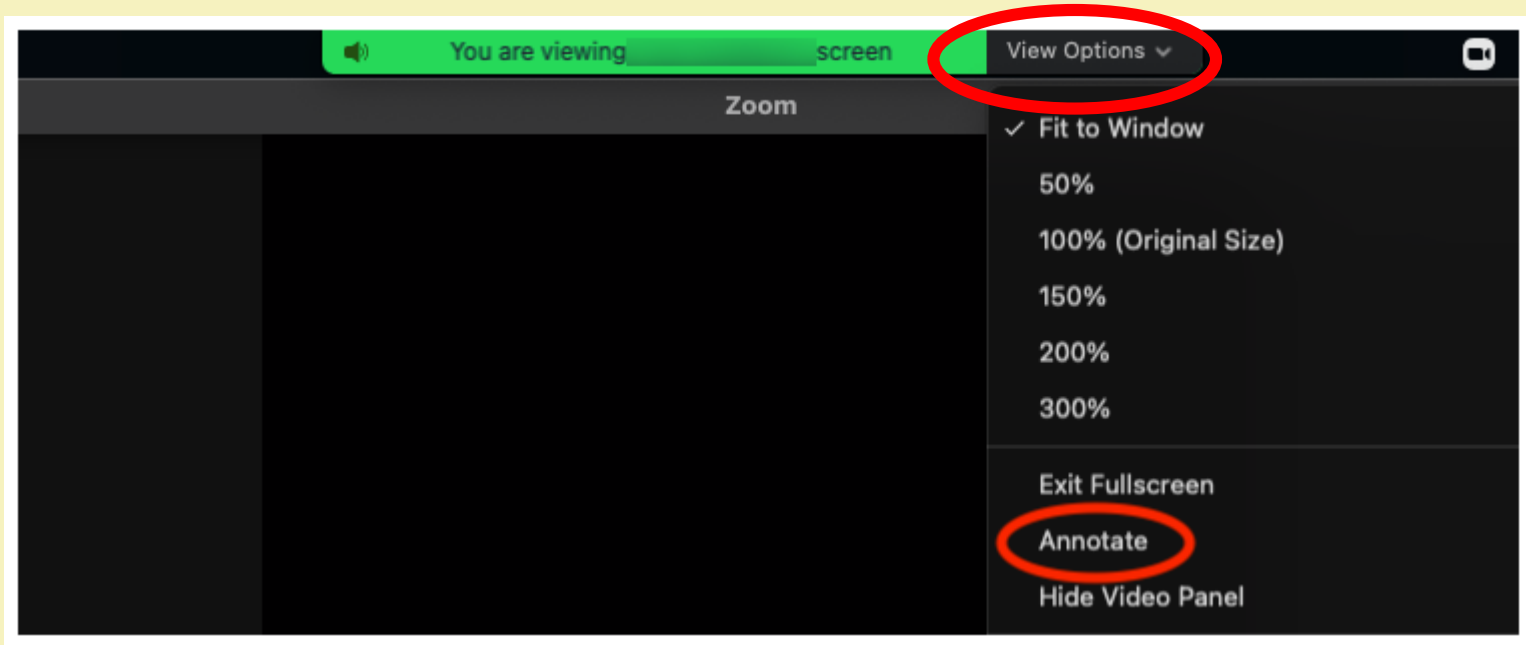 You are viewing screen View Options
Zoom
Fit to Window
50%
100% (Original Size)
150%
200%
300%
Exit Fullscreen
Annotate
Hide Video Panel